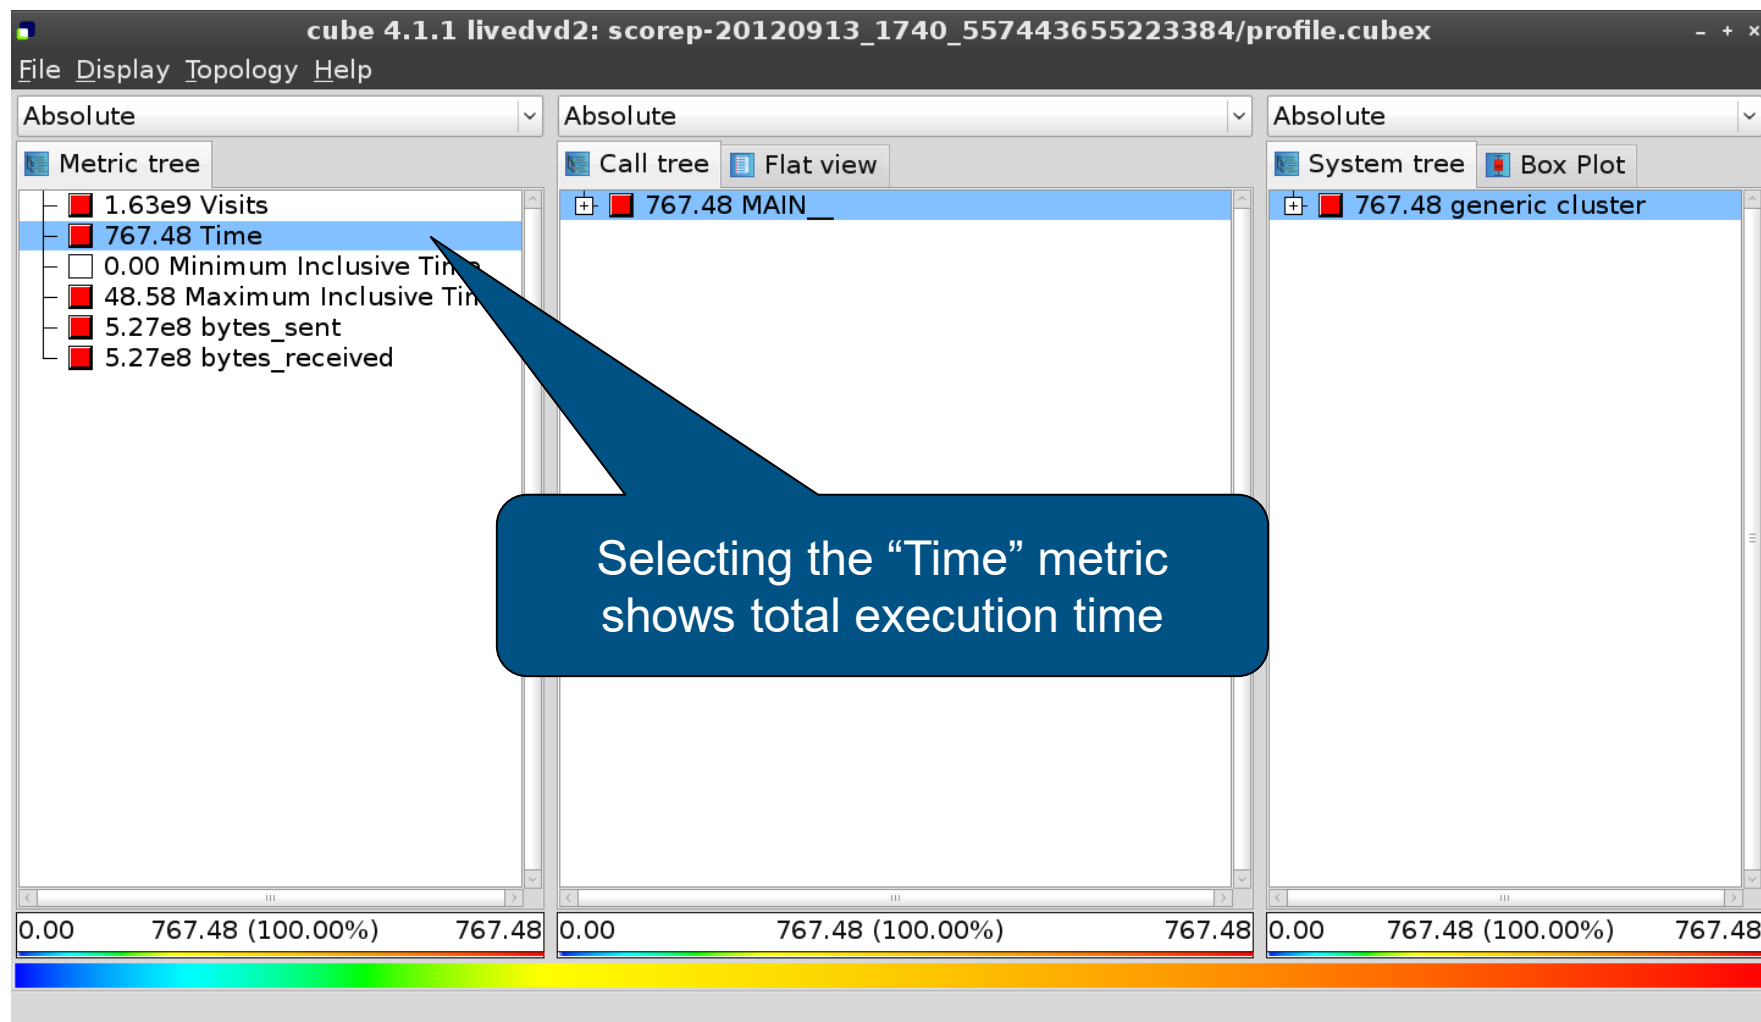 cube 4.1.1 livedvd2: scorep-20120913_1740_557443655223384/profile.cubex
File Display Topology Help
Absolute
Absolute
Absolute
Metric tree
Call tree
Flat view
System tree
Box Plot
1.63e9 Visits
767.48 Time
0.00 Minimum Inclusive Time
48.58 Maximum Inclusive Tim
5.27e8 bytes_sent
5.27e8 bytes_received
767.48 MAIN__
767.48 generic cluster
Selecting the “Time” metric
shows total execution time
0.00 767.48 (100.00%) 767.48
0.00 767.48 (100.00%) 767.48
0.00 767.48 (100.00%) 767.48